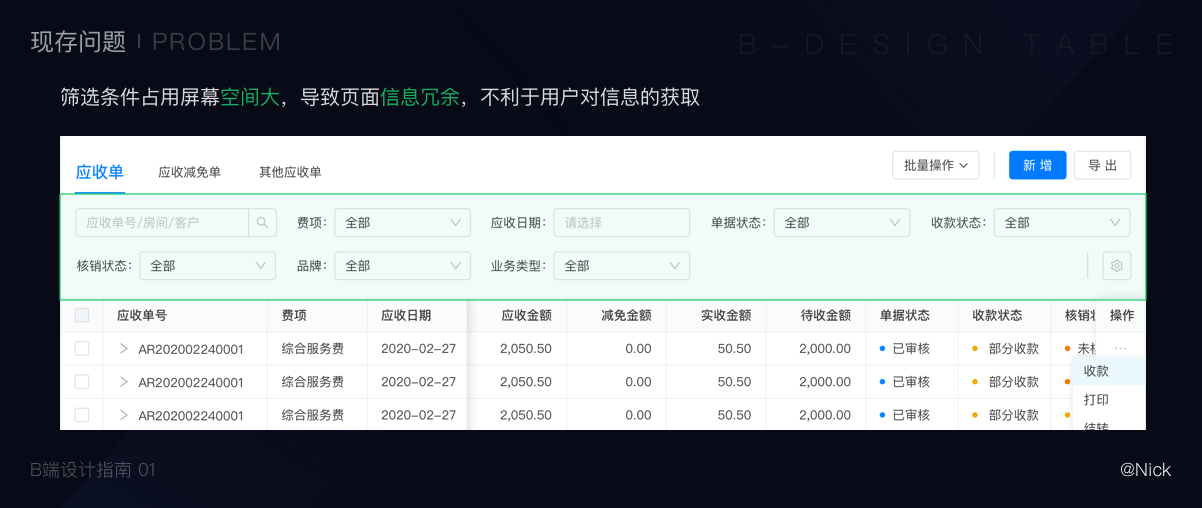 现存问题 | PROBLEM
B-DESIGN TABLE
筛选条件占用屏幕空间大，导致页面信息冗余，不利于用户对信息的获取
应收单 应收减免单 其他应收单 批量操作 新 增 导 出
应收单号/房间/客户 费项: 全部 应收日期: 请选择 单据状态: 全部 收款状态: 全部
核销状态: 全部 品牌: 全部 业务类型: 全部
应收单号 费项 应收日期 应收金额 减免金额 实收金额 待收金额 单据状态 收款状态 核销 操作
AR202002240001 综合服务费 2020-02-27 2,050.50 0.00 50.50 2,000.00 已审核 部分收款 未 ···
收款
AR202002240001 综合服务费 2020-02-27 2,050.50 0.00 50.50 2,000.00 已审核 部分收款
打印
AR202002240001 综合服务费 2020-02-27 2,050.50 0.00 50.50 2,000.00 已审核 部分收款
结转
B端设计指南 01
@Nick